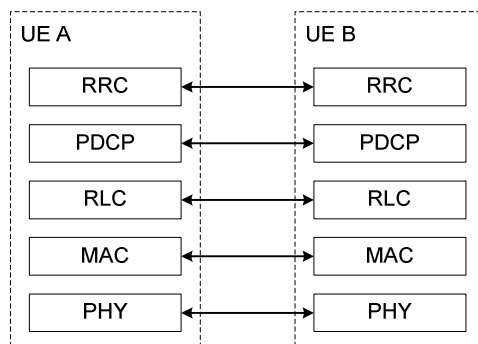 UE A UE B
RRC RRC
PDCP PDCP
RLC RLC
MAC MAC
PHY PHY